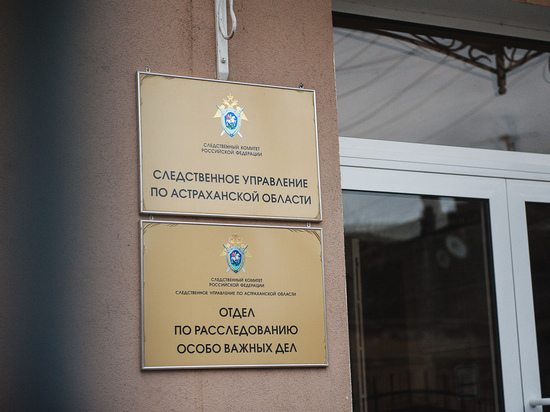 СЛЕДСТВЕННЫЙ КОМИТЕТ
РОССИЙСКОЙ ФЕДЕРАЦИИ
СЛЕДСТВЕННОЕ УПРАВЛЕНИЕ
ПО АСТРАХАНСКОЙ ОБЛАСТИ
СЛЕДСТВЕННЫЙ КОМИТЕТ
РОССИЙСКОЙ ФЕДЕРАЦИИ
СЛЕДСТВЕННОЕ УПРАВЛЕНИЕ ПО АСТРАХАНСКОЙ ОБЛАСТИ
ОТДЕЛ
ПО РАССЛЕДОВАНИЮ
ОСОБО ВАЖНЫХ ДЕЛ